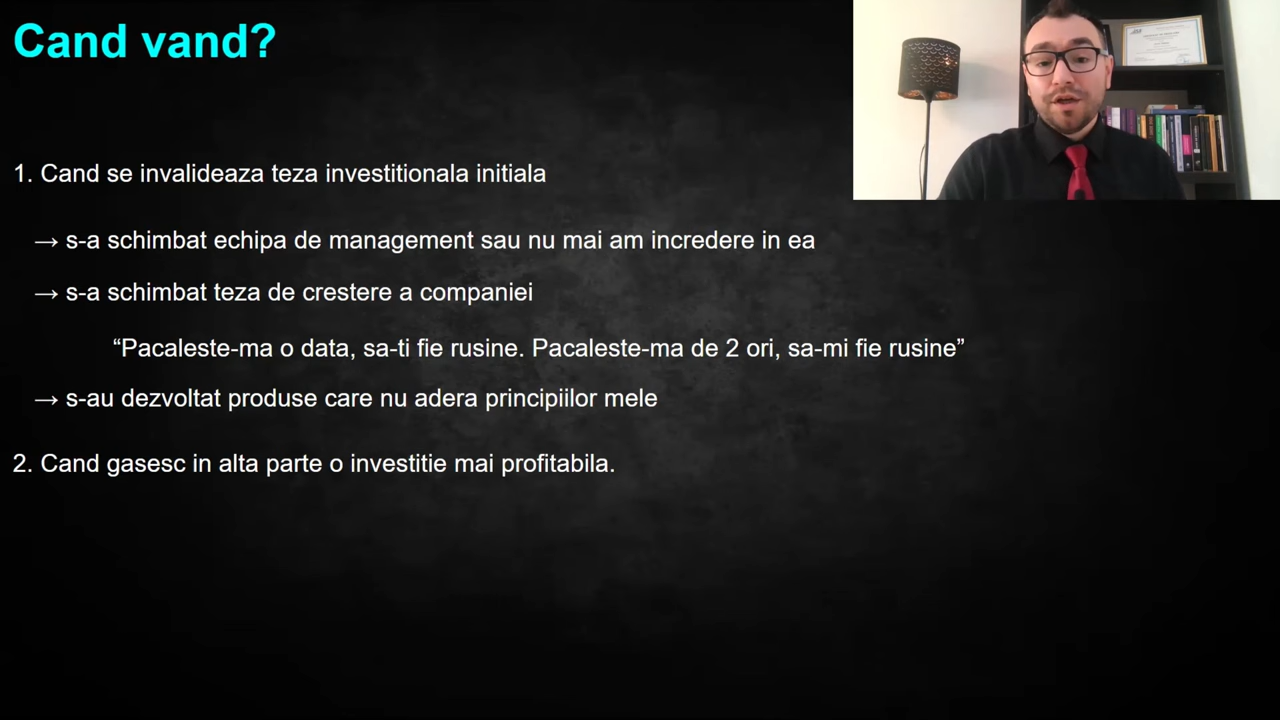 Cand vand?
1. Cand se invalideaza teza investitionala initiala
→ s-a schimbat echipa de management sau nu mai am incredere in ea
→ s-a schimbat teza de crestere a companiei
“Pacaleste-ma o data, sa-ti fie rusine. Pacaleste-ma de 2 ori, sa-mi fie rusine”
→ s-au dezvoltat produse care nu adera principiilor mele
2. Cand gasesc in alta parte o investitie mai profitabila.